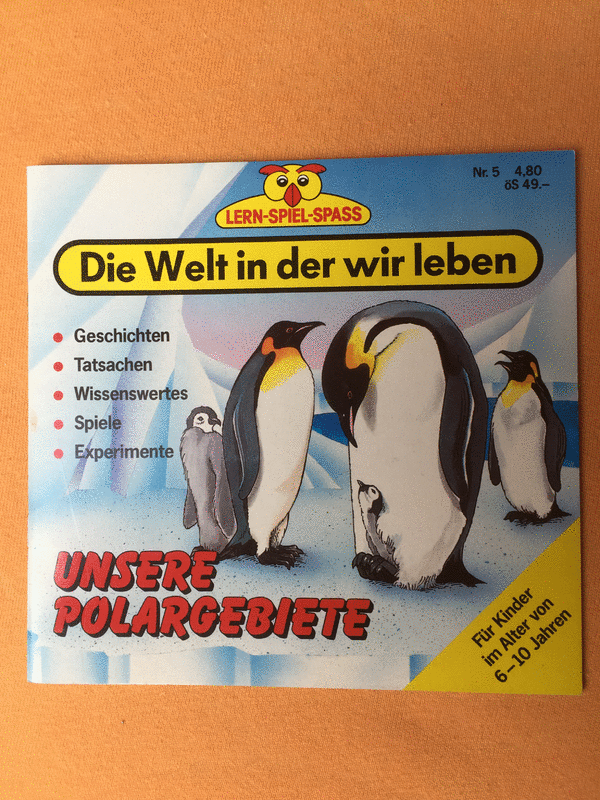 Nr. 5 4,80
öS 49.–
LERN-SPIEL-SPASS
Die Welt in der wir leben
Geschichten
Tatsachen
Wissenswertes
Spiele
Experimente
UNSERE
POLARGEBIETE
Für Kinder
im Alter von
6–10 Jahren